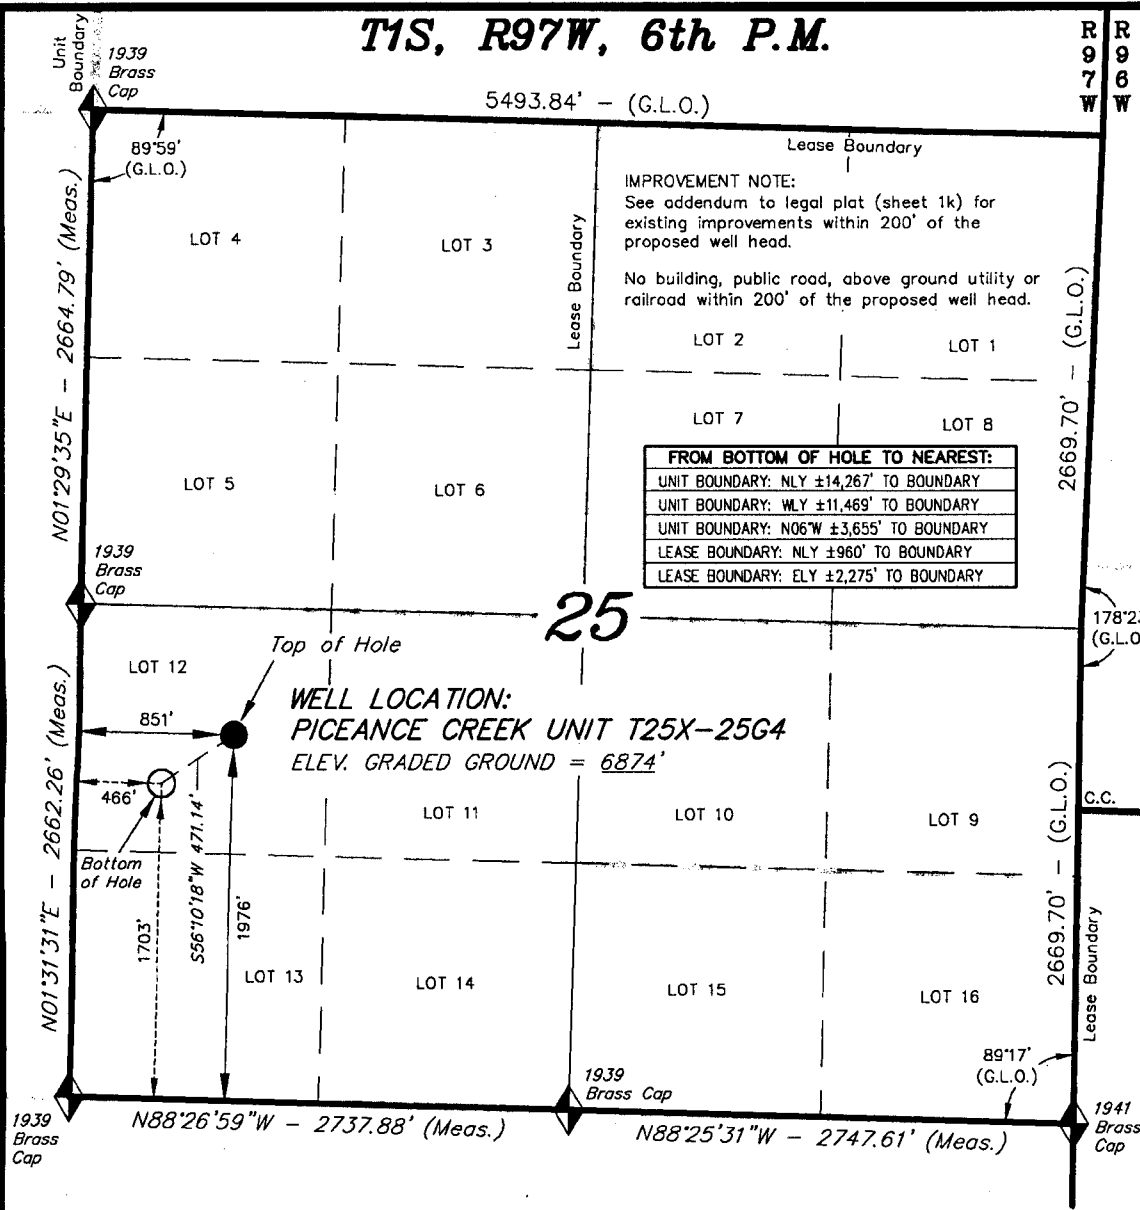 T1S, R97W, 6th P.M.
R R
9 9
7 6
W W
Unit
Boundary
1939
Brass
Cap
5493.84' - (G.L.O.)
89°59'
(G.L.O.)
Lease Boundary
IMPROVEMENT NOTE:
See addendum to legal plat (sheet 1k) for
existing improvements within 200' of the
proposed well head.
No building, public road, above ground utility or
railroad within 200' of the proposed well head.
N01°29'35"E - 2664.79' (Meas.)
LOT 4
LOT 3
Lease Boundary
LOT 2
LOT 1
2669.70' - (G.L.O.)
LOT 7
LOT 8
LOT 5
LOT 6
FROM BOTTOM OF HOLE TO NEAREST:
UNIT BOUNDARY: NLY ±14,267' TO BOUNDARY
UNIT BOUNDARY: WLY ±11,469' TO BOUNDARY
UNIT BOUNDARY: N06°W ±3,655' TO BOUNDARY
LEASE BOUNDARY: NLY ±960' TO BOUNDARY
LEASE BOUNDARY: ELY ±2,275' TO BOUNDARY
1939
Brass
Cap
25
178°23
(G.L.O
Top of Hole
LOT 12
WELL LOCATION:
PICEANCE CREEK UNIT T25X-25G4
ELEV. GRADED GROUND = 6874'
851'
466'
Bottom
of Hole
S56°10'18"W 471.14'
1703'
1976'
N01°31'31"E - 2662.26' (Meas.)
LOT 11
LOT 10
LOT 9
C.C.
2669.70' - (G.L.O.)
Lease Boundary
LOT 13
LOT 14
LOT 15
LOT 16
89°17'
(G.L.O.)
1939
Brass Cap
1939
Brass
Cap
N88°26'59"W - 2737.88' (Meas.)
N88°25'31"W - 2747.61' (Meas.)
1941
Brass
Cap